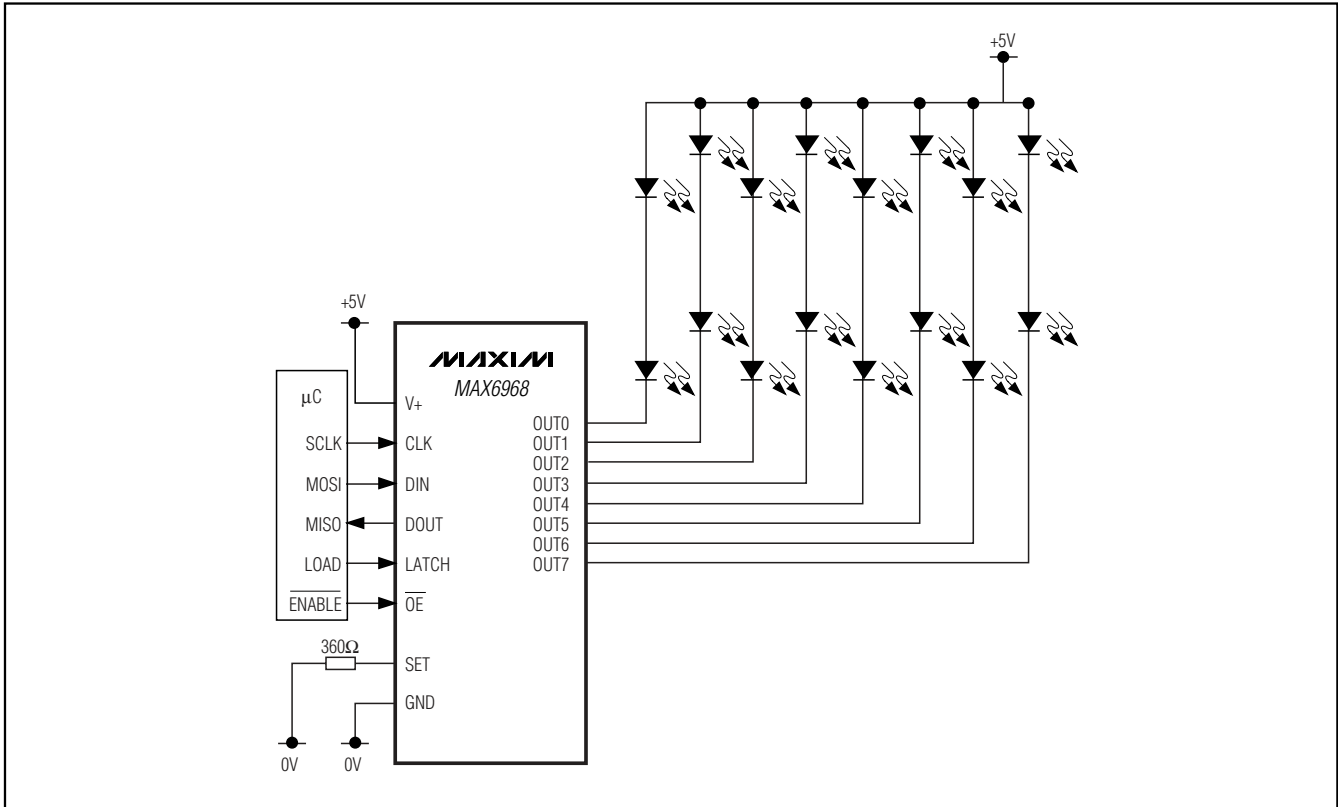 +5V
+5V
MAXIM
MAX6968
µC
V+
SCLK
CLK
MOSI
DIN
MISO
DOUT
LOAD
LATCH
ENABLE
OE
360Ω
SET
GND
0V
0V
OUT0
OUT1
OUT2
OUT3
OUT4
OUT5
OUT6
OUT7